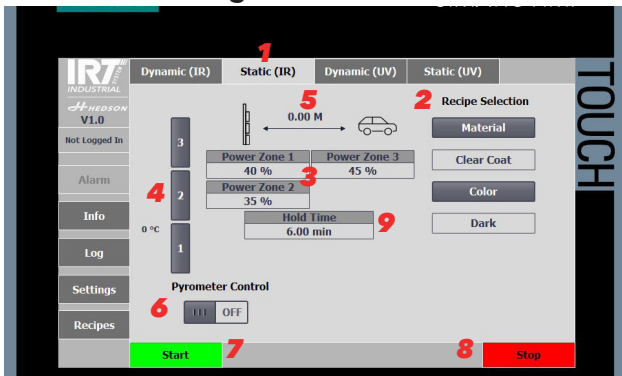 IRT SYSTEM
INDUSTRIAL
HEDSON
V1.0
Not Logged In
Alarm
Info
Log
Settings
Recipes
Dynamic (IR)
Static (IR)
Dynamic (UV)
Static (UV)
1
5
0.00 M
2
Recipe Selection
Material
Clear Coat
Color
Dark
3
2
1
4
0 °C
Power Zone 1
40 %
Power Zone 3
45 %
3
Power Zone 2
35 %
Hold Time
6.00 min
9
Pyrometer Control
6
OFF
Start
7
8
Stop
TOUCH